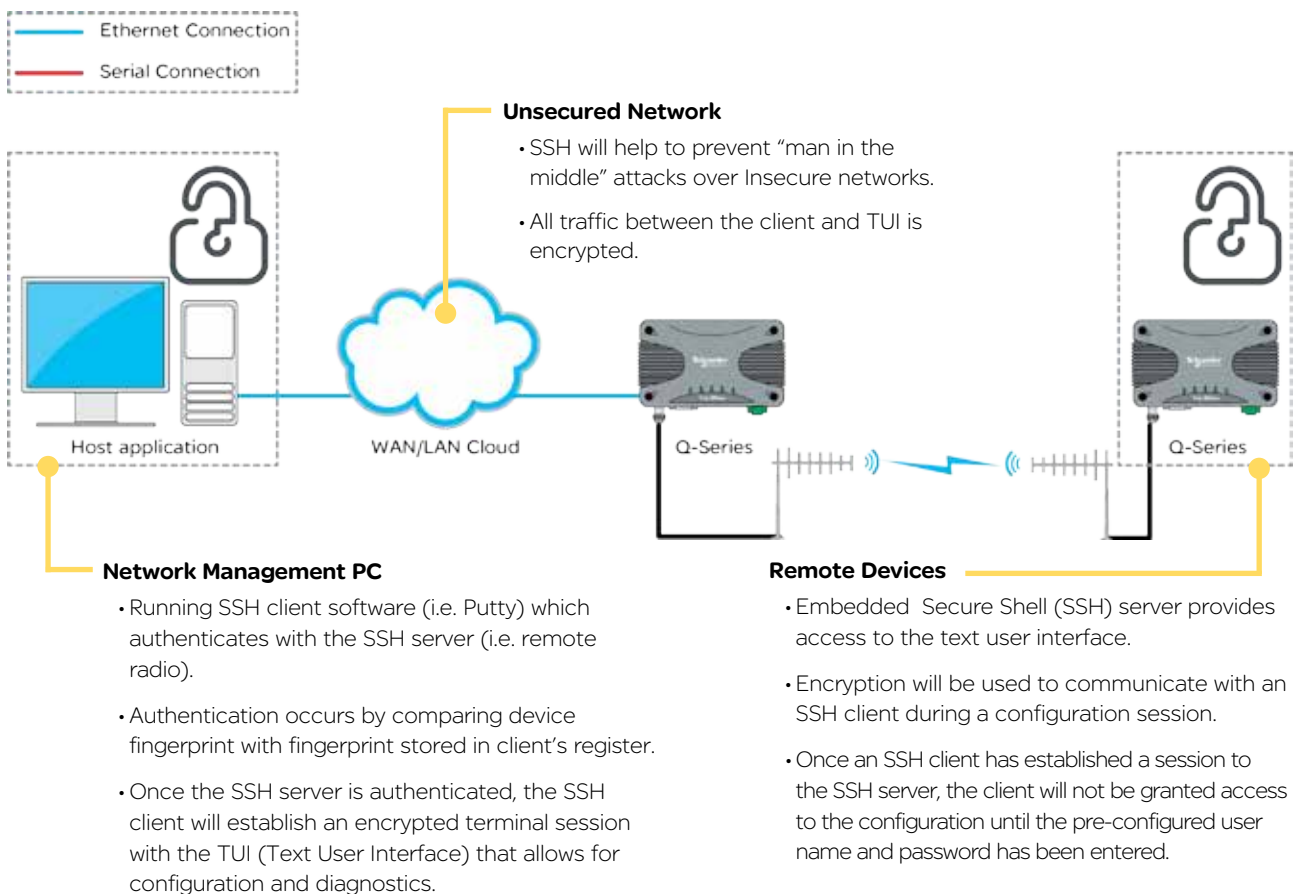 Ethernet Connection
Serial Connection
Unsecured Network
• SSH will help to prevent “man in the
middle” attacks over Insecure networks.
• All traffic between the client and TUI is
encrypted.
Host application
WAN/LAN Cloud
Q-Series
Q-Series
Network Management PC
• Running SSH client software (i.e. Putty) which
authenticates with the SSH server (i.e. remote
radio).
• Authentication occurs by comparing device
fingerprint with fingerprint stored in client’s register.
• Once the SSH server is authenticated, the SSH
client will establish an encrypted terminal session
with the TUI (Text User Interface) that allows for
configuration and diagnostics.
Remote Devices
• Embedded Secure Shell (SSH) server provides
access to the text user interface.
• Encryption will be used to communicate with an
SSH client during a configuration session.
• Once an SSH client has established a session to
the SSH server, the client will not be granted access
to the configuration until the pre-configured user
name and password has been entered.